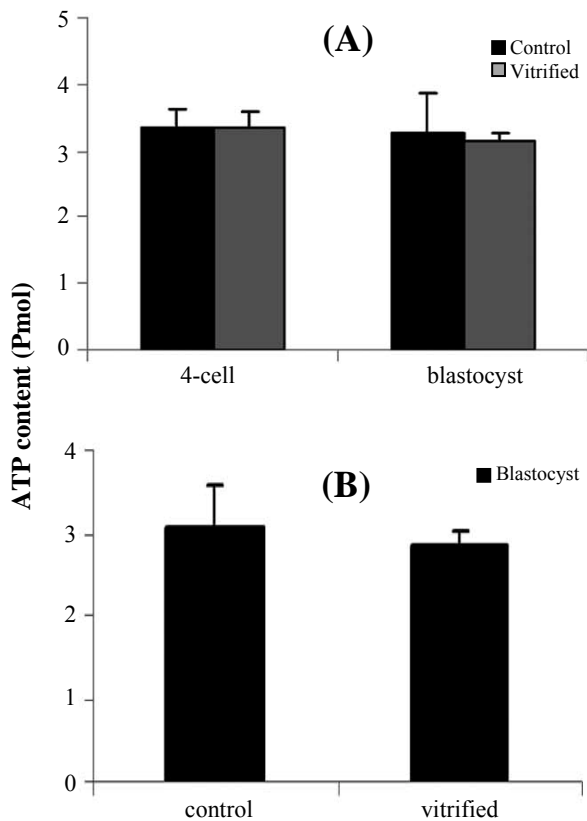 ATP content (Pmol)
(A)
Control
Vitrified
5
4
3
2
1
0
4-cell
blastocyst
(B)
Blastocyst
4
3
2
1
0
control
vitrified